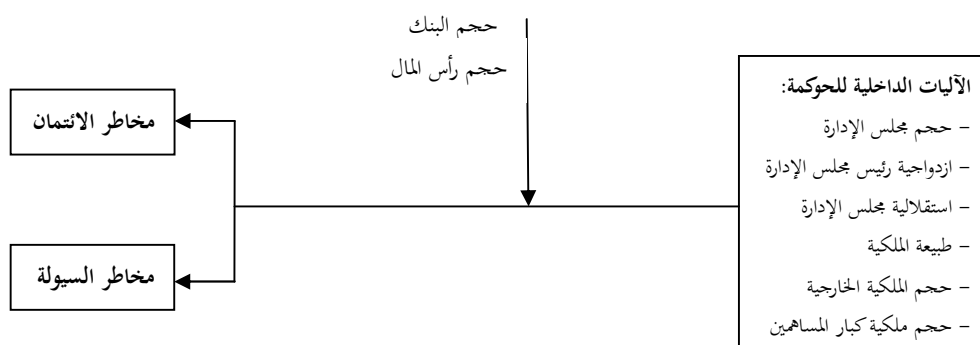 حجم البنك
حجم رأس المال
الآليات الداخلية للحوكمة:
- حجم مجلس الإدارة
- ازدواجية رئيس مجلس الإدارة
- استقلالية مجلس الإدارة
- طبيعة الملكية
- حجم الملكية الخارجية
- حجم ملكية كبار المساهمين
مخاطر الائتمان
مخاطر السيولة